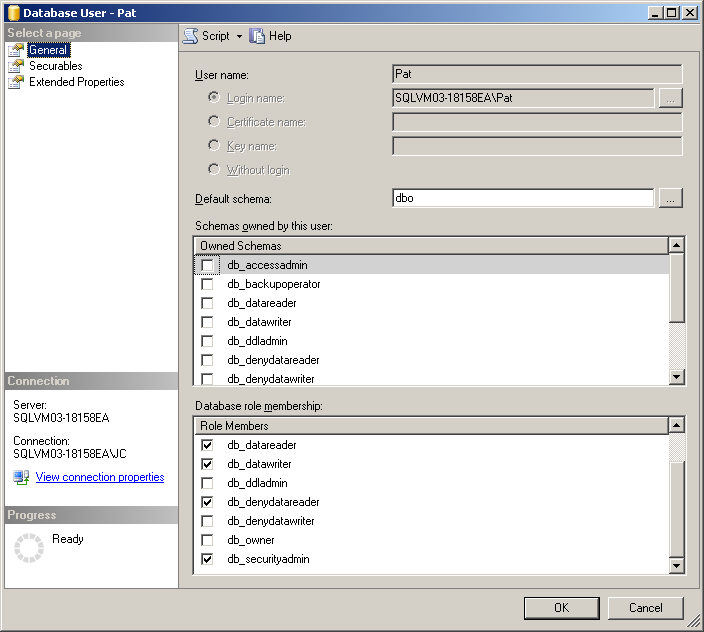 Database User - Pat
Select a page
General
Securables
Extended Properties
Script
Help
User name:
Pat
Login name:
SQLVM03-18158EA\Pat
...
Certificate name:
Key name:
Without login
Default schema:
dbo
...
Schemas owned by this user:
Owned Schemas
db_accessadmin
db_backupoperator
db_datareader
db_datawriter
db_ddladmin
db_denydatareader
db_denydatawriter
Database role membership:
Role Members
db_datareader
db_datawriter
db_ddladmin
db_denydatareader
db_denydatawriter
db_owner
db_securityadmin
Connection
Server:
SQLVM03-18158EA
Connection:
SQLVM03-18158EA\JC
View connection properties
Progress
Ready
OK
Cancel